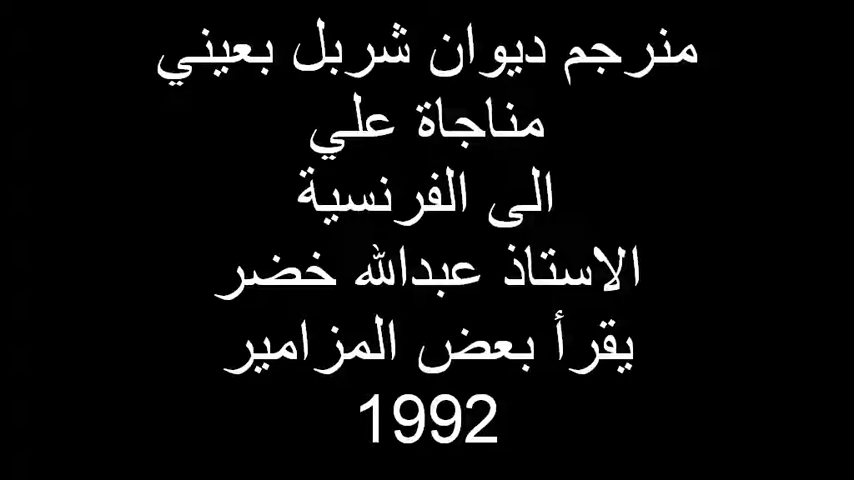 منرجم ديوان شربل بعيني
مناجاة علي
الى الفرنسية
الاستاذ عبدالله خضر
يقرأ بعض المزامير
1992